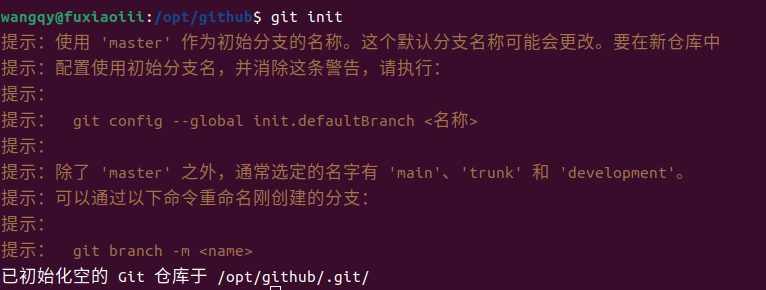 wangqy@fuxiaoiii:/opt/github$ git init
提示：使用 'master' 作为初始分支的名称。这个默认分支名称可能会更改。要在新仓库中
提示：配置使用初始分支名，并消除这条警告，请执行：
提示：
提示：  git config --global init.defaultBranch <名称>
提示：
提示：除了 'master' 之外，通常选定的名字有 'main'、'trunk' 和 'development'。
提示：可以通过以下命令重命名刚创建的分支：
提示：
提示：  git branch -m <name>
已初始化空的 Git 仓库于 /opt/github/.git/